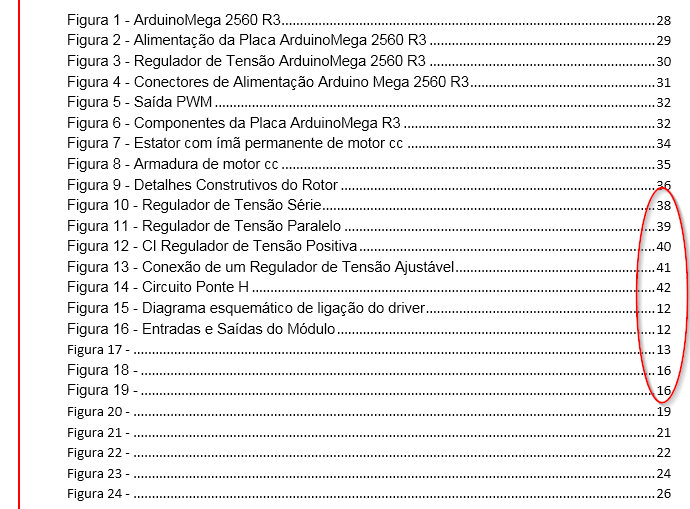 Figura 1 - ArduinoMega 2560 R3.......................................................................................28
Figura 2 - Alimentação da Placa ArduinoMega 2560 R3 .....................................................29
Figura 3 - Regulador de Tensão ArduinoMega 2560 R3 .....................................................30
Figura 4 - Conectores de Alimentação Arduino Mega 2560 R3...........................................31
Figura 5 - Saída PWM .......................................................................................................32
Figura 6 - Componentes da Placa ArduinoMega R3 ...........................................................32
Figura 7 - Estator com ímã permanente de motor cc ..........................................................34
Figura 8 - Armadura de motor cc .......................................................................................35
Figura 9 - Detalhes Construtivos do Rotor .........................................................................36
Figura 10 - Regulador de Tensão Série..............................................................................38
Figura 11 - Regulador de Tensão Paralelo .........................................................................39
Figura 12 - CI Regulador de Tensão Positiva......................................................................40
Figura 13 - Conexão de um Regulador de Tensão Ajustável...............................................41
Figura 14 - Circuito Ponte H ..............................................................................................42
Figura 15 - Diagrama esquemático de ligação do driver.....................................................12
Figura 16 - Entradas e Saídas do Módulo...........................................................................12
Figura 17 - .......................................................................................................................13
Figura 18 - .......................................................................................................................16
Figura 19 - .......................................................................................................................16
Figura 20 - .......................................................................................................................19
Figura 21 - .......................................................................................................................21
Figura 22 - .......................................................................................................................22
Figura 23 - .......................................................................................................................24
Figura 24 - .......................................................................................................................26